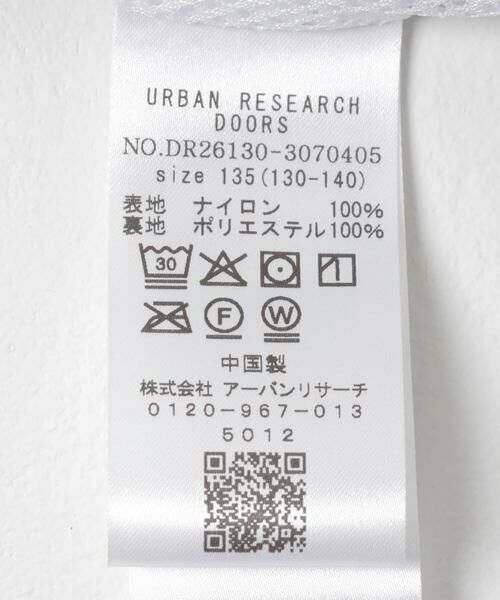 URBAN RESEARCH
DOORS
NO.DR26130-3070405
size 135(130-140)
表地 ナイロン 100%
裏地 ポリエステル100%
30
F W
中国製
株式会社 アーバンリサーチ
0120-967-013
5012